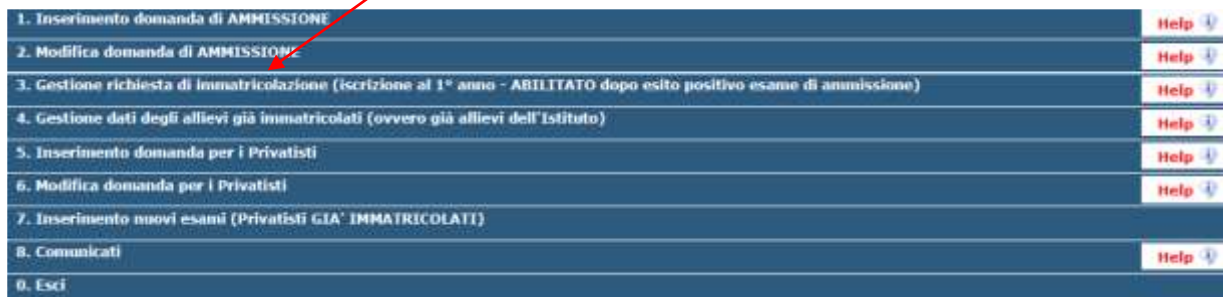 1. Inserimento domanda di AMMISSIONE Help
2. Modifica domanda di AMMISSIONE Help
3. Gestione richiesta di immatricolazione (iscrizione al 1° anno - ABILITATO dopo esito positivo esame di ammissione) Help
4. Gestione dati degli allievi già immatricolati (ovvero già allievi dell'Istituto) Help
5. Inserimento domanda per i Privatisti Help
6. Modifica domanda per i Privatisti Help
7. Inserimento nuovi esami (Privatisti GIA' IMMATRICOLATI)
8. Comunicati Help
0. Esci